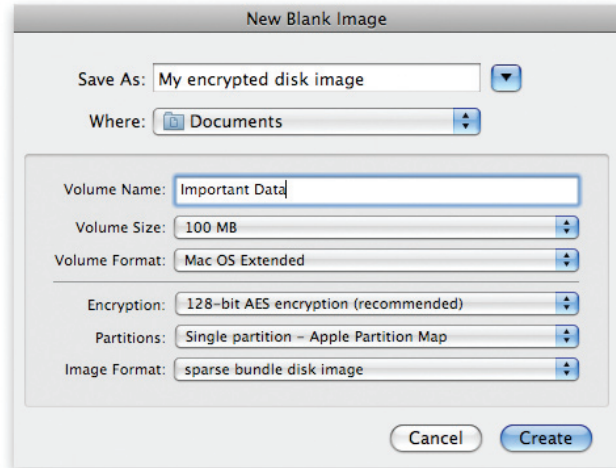 New Blank Image
Save As: My encrypted disk image
Where: Documents
Volume Name: Important Data
Volume Size: 100 MB
Volume Format: Mac OS Extended
Encryption: 128-bit AES encryption (recommended)
Partitions: Single partition – Apple Partition Map
Image Format: sparse bundle disk image
Cancel Create